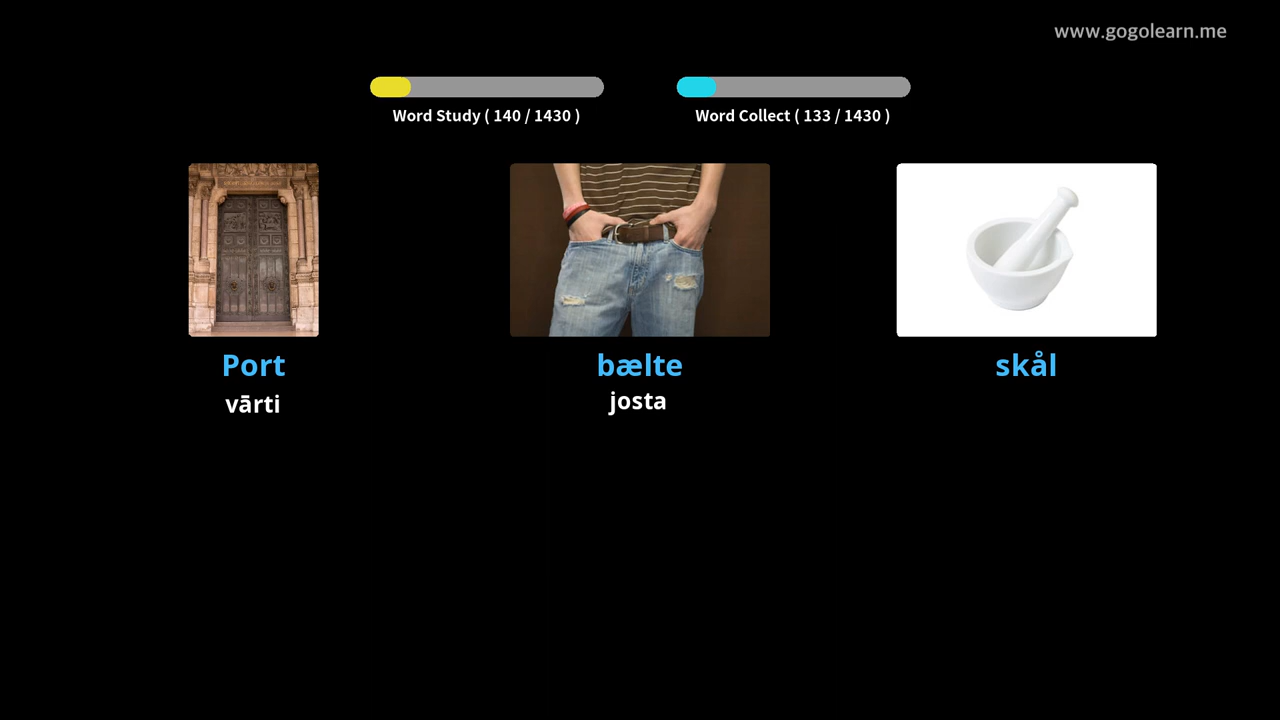 www.gogolearn.me
Word Study ( 140 / 1430 )
Word Collect ( 133 / 1430 )
Port
vārti
bælte
josta
skål